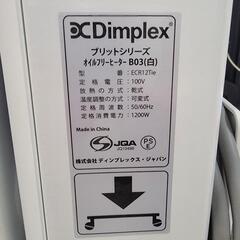 Dimplex®
ブリットシリーズ
オイルフリーヒーター B03(白)
型番：ECR12Tie
定格電圧：100V
放熱の方式：乾式
温度調整の方式：可変式
定格周波数：50/60Hz
定格消費電力：1200W
Made in China
JQA
PS E
株式会社ディンプレックス・ジャパン